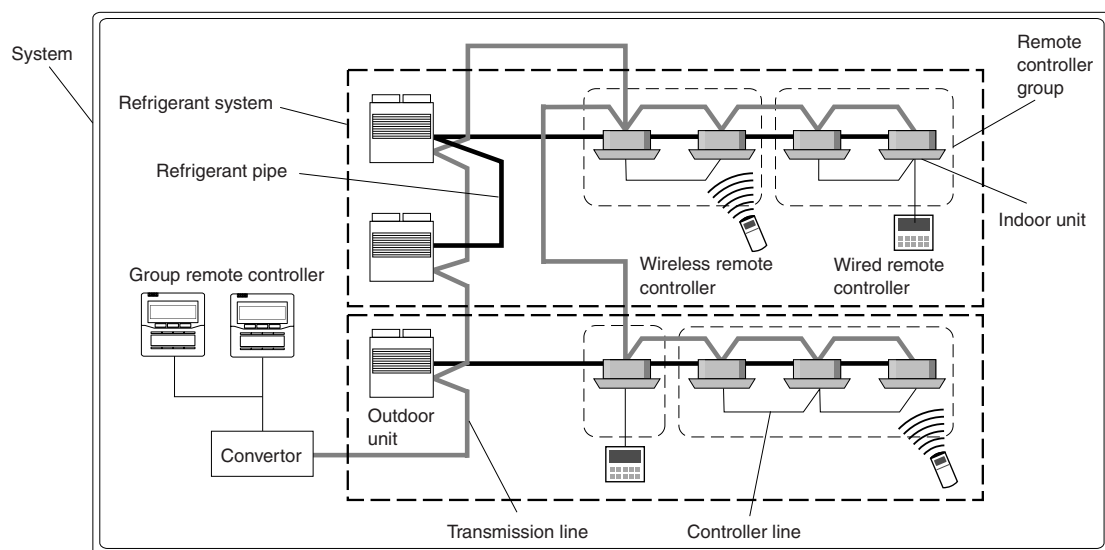 System
Refrigerant system
Refrigerant pipe
Group remote controller
Convertor
Outdoor
unit
Transmission line
Controller line
Wireless remote
controller
Wired remote
controller
Indoor unit
Remote
controller
group